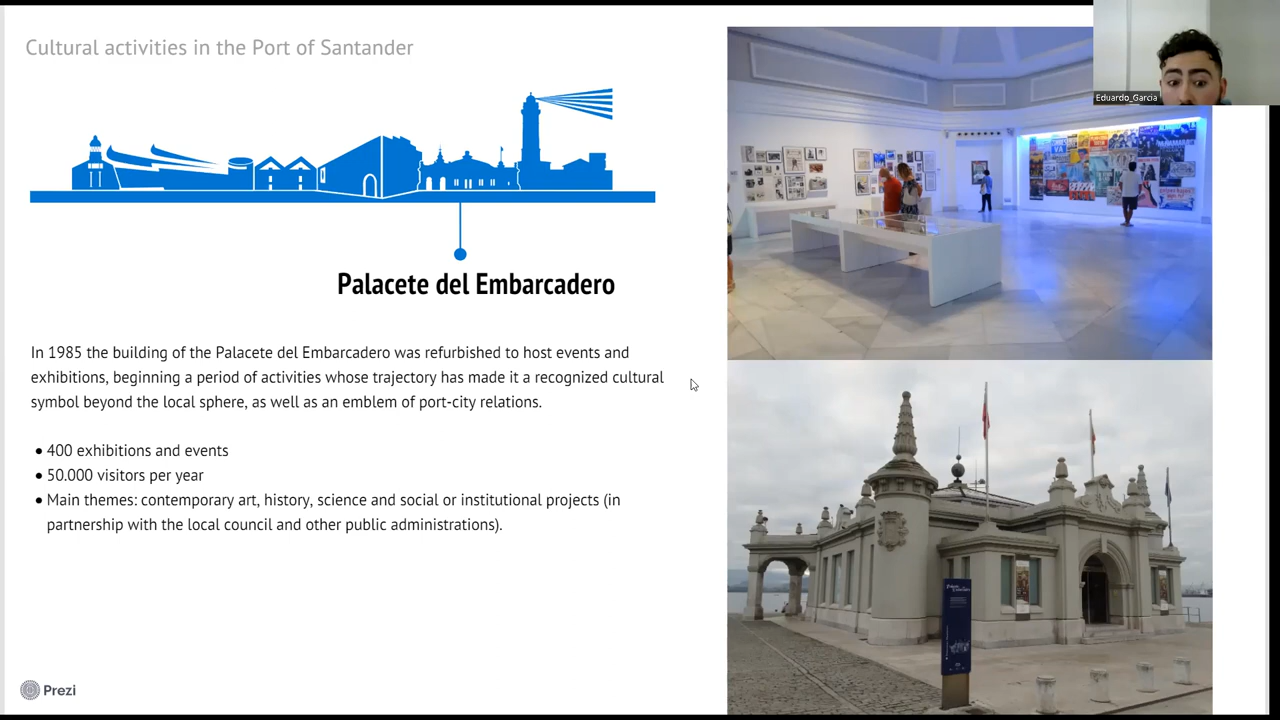 Cultural activities in the Port of Santander
Eduardo_Garcia
Palacete del Embarcadero
In 1985 the building of the Palacete del Embarcadero was refurbished to host events and
exhibitions, beginning a period of activities whose trajectory has made it a recognized cultural
symbol beyond the local sphere, as well as an emblem of port-city relations.
• 400 exhibitions and events
• 50.000 visitors per year
• Main themes: contemporary art, history, science and social or institutional projects (in
partnership with the local council and other public administrations).
Prezi